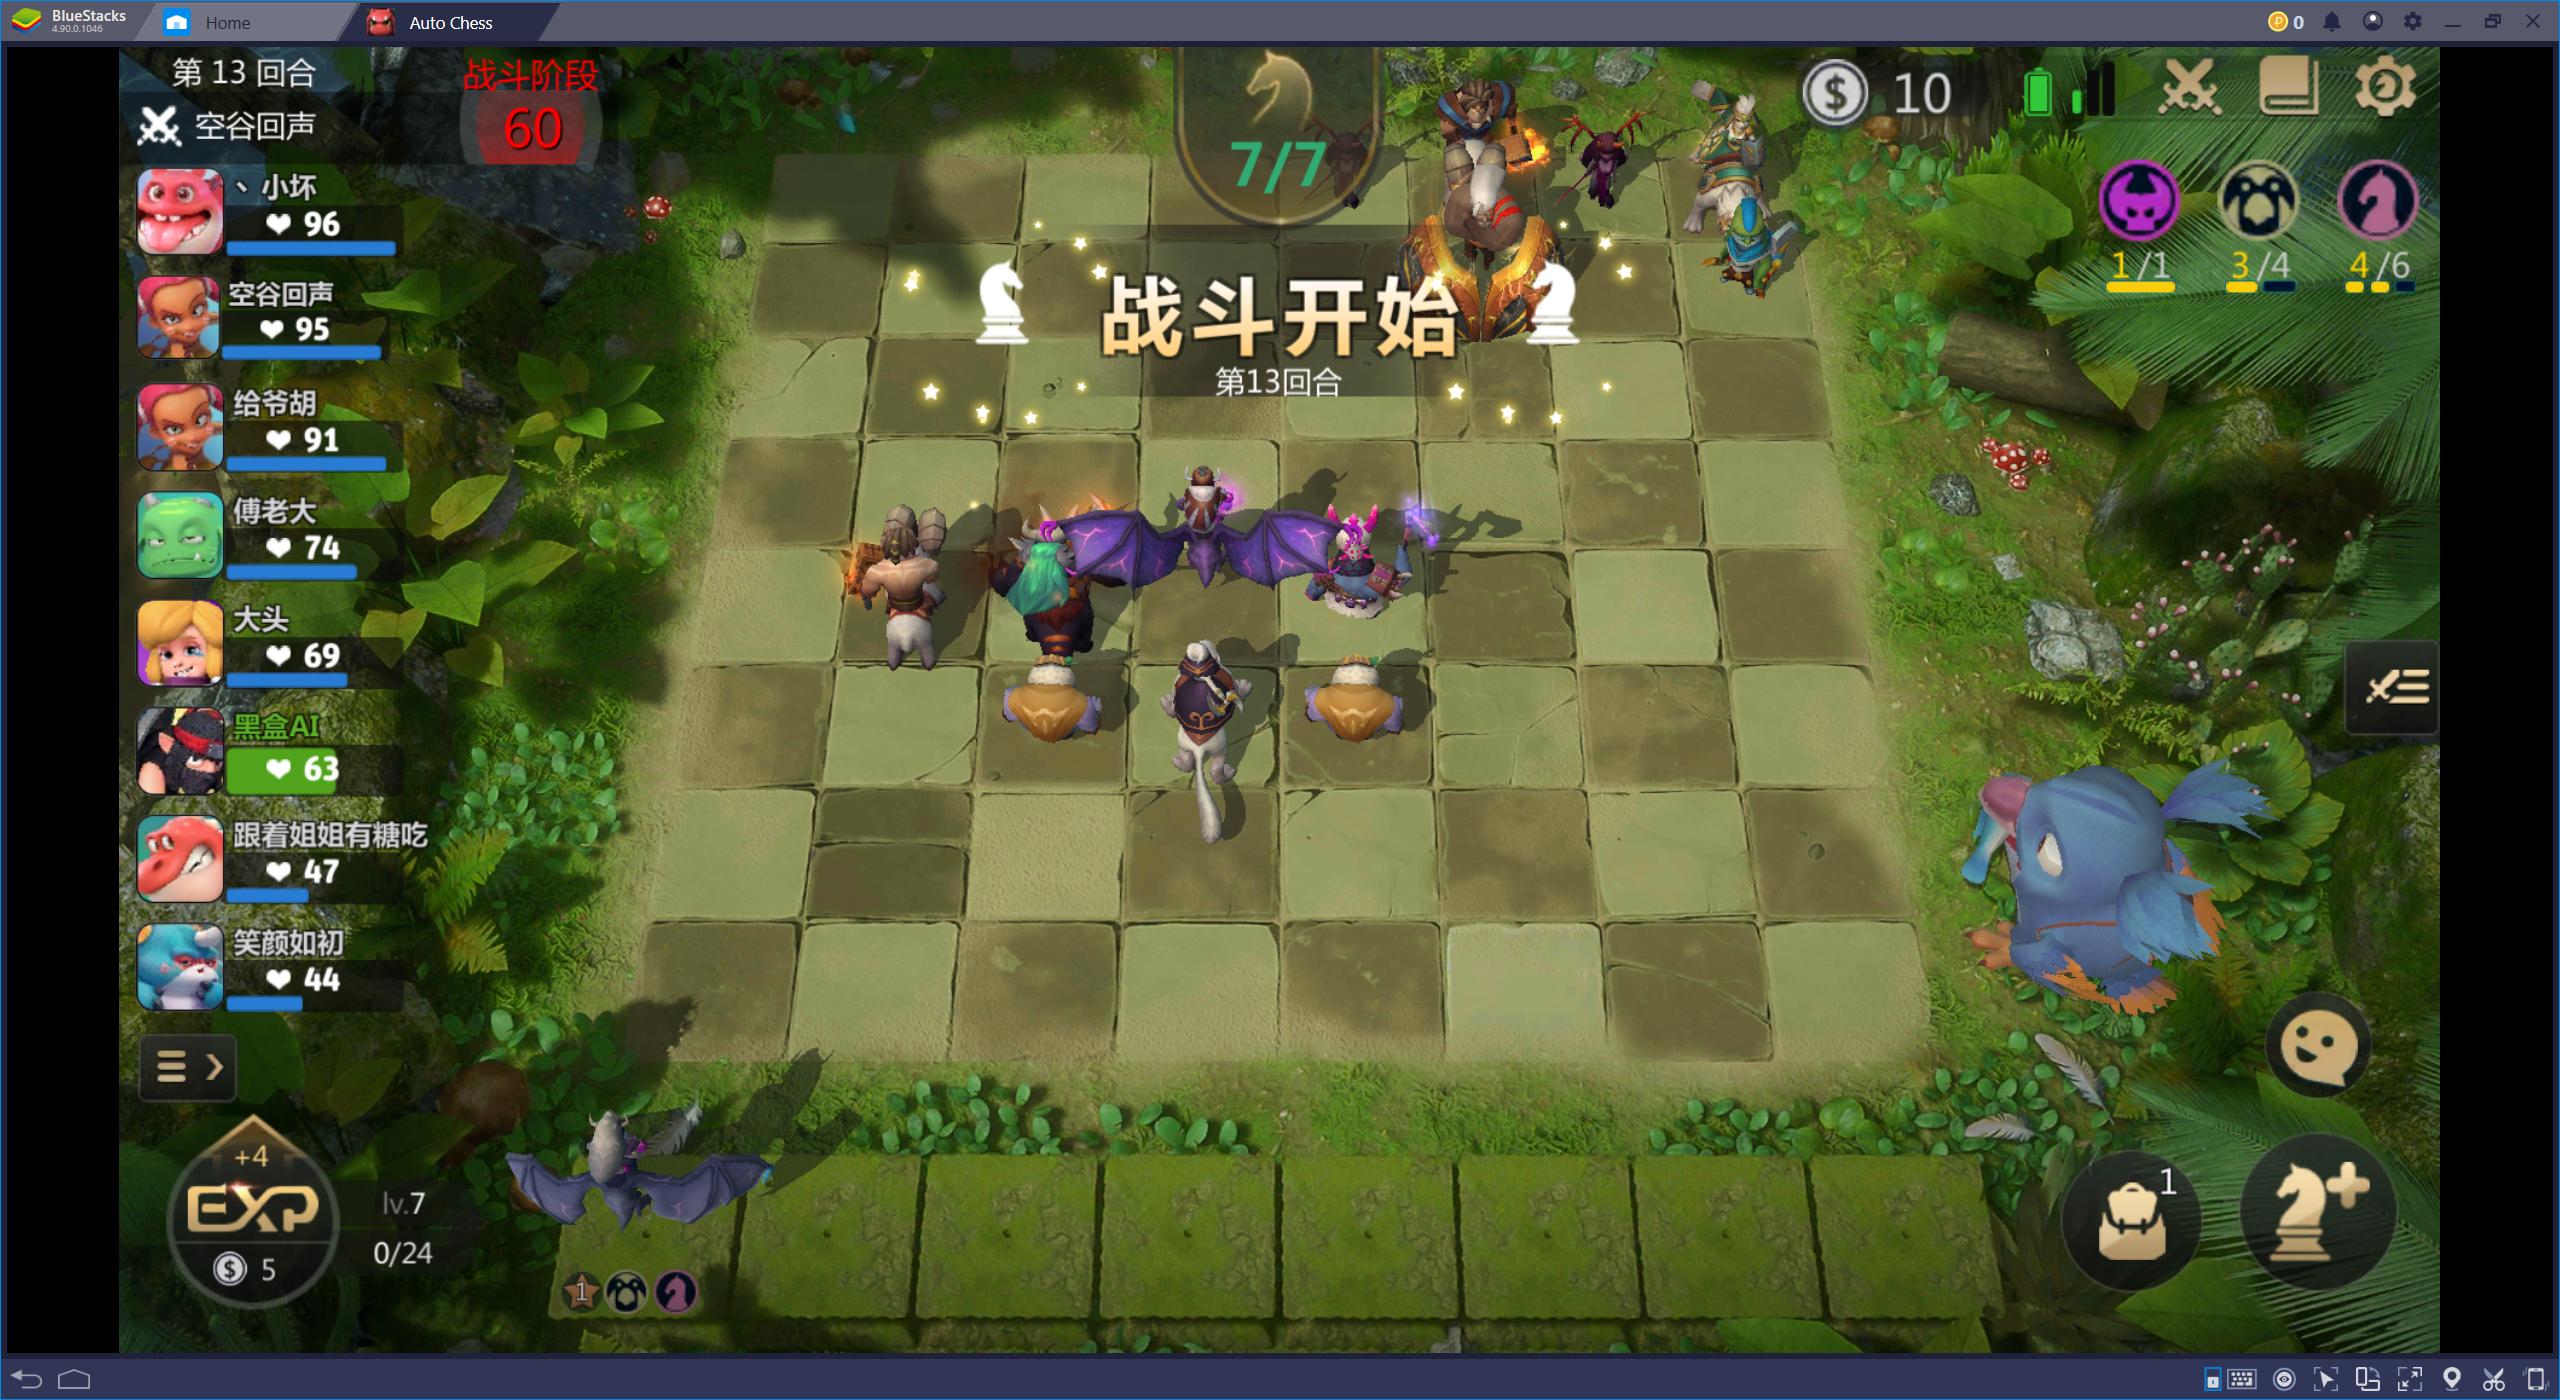 BlueStacks
4.90.0.1046
Home
Auto Chess
0
第 13 回合
空谷回声
战斗阶段
60
7/7
10
1/1
3/4
4/6
丶小坏
96
空谷回声
95
给爷胡
91
傅老大
74
大头
69
黑盒AI
63
跟着姐姐有糖吃
47
笑颜如初
44
战斗开始
第13回合
+4
EXP
$ 5
lv.7
0/24
1
1